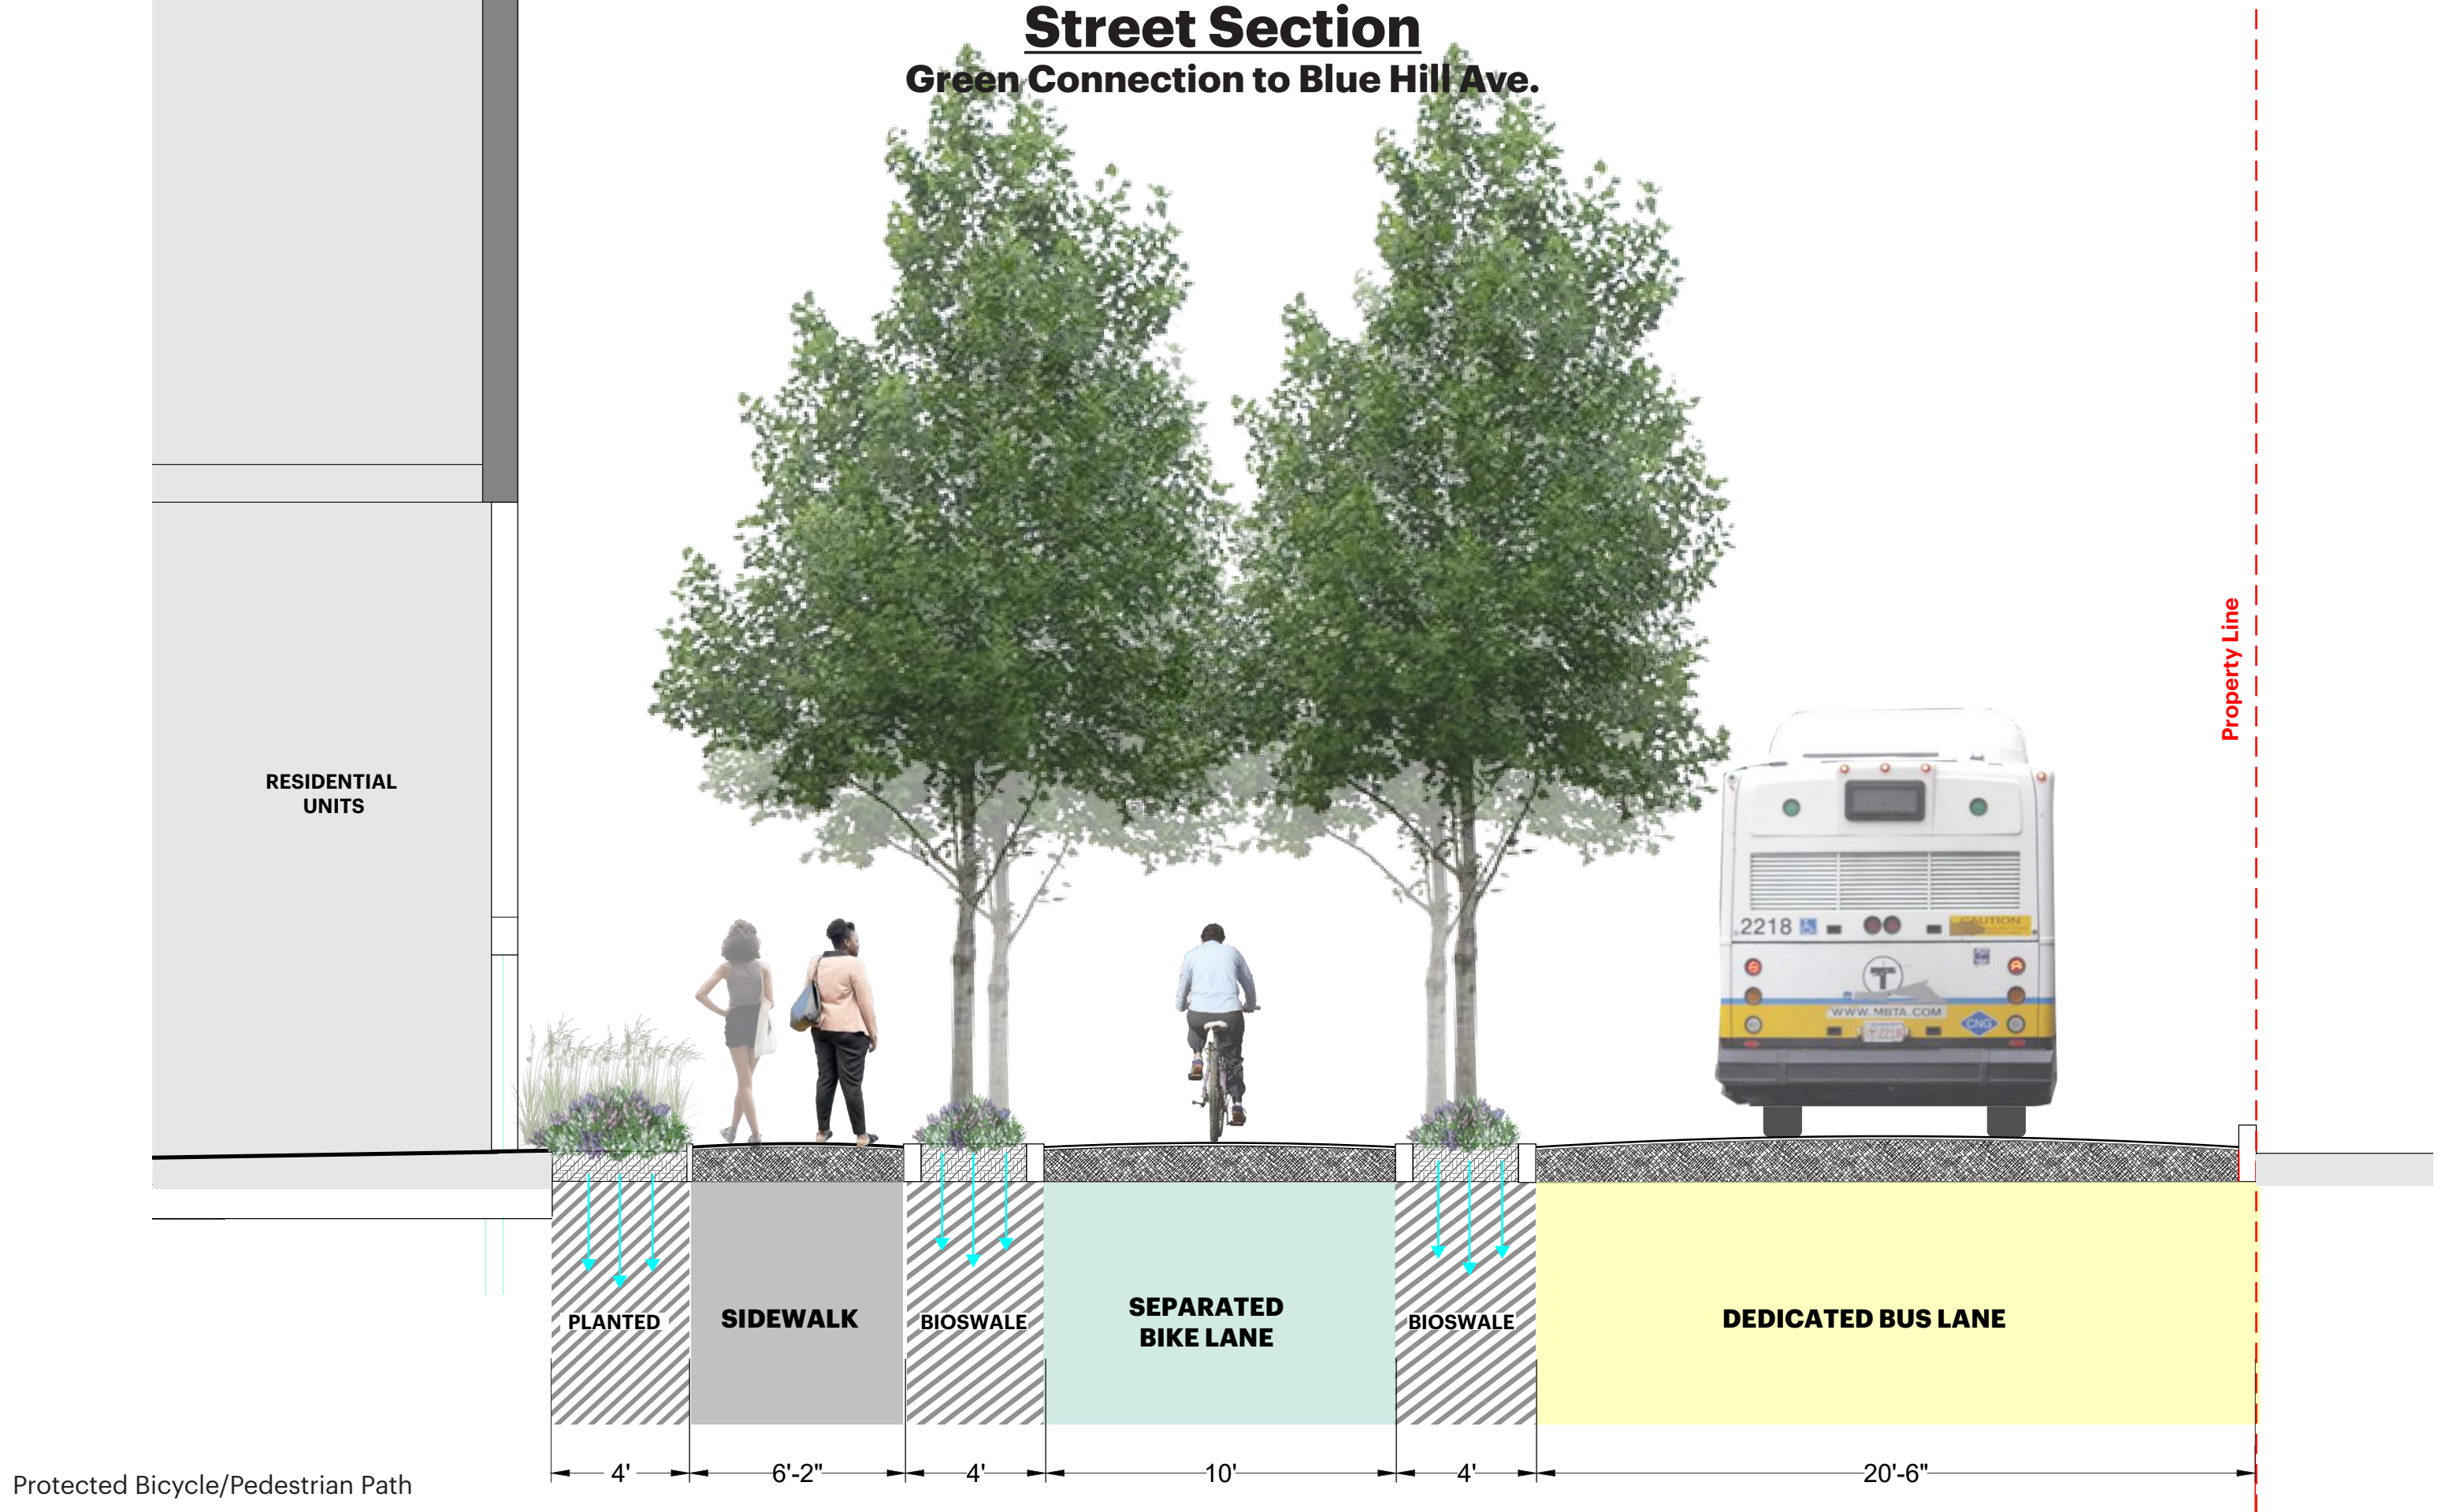 Street Section
Green Connection to Blue Hill Ave.
Property Line
RESIDENTIAL
UNITS
2218
CAUTION
T
WWW.MBTA.COM
CNG
2218
PLANTED
SIDEWALK
BIOSWALE
SEPARATED
BIKE LANE
BIOSWALE
DEDICATED BUS LANE
4'
6'-2"
4'
10'
4'
20'-6"
Protected Bicycle/Pedestrian Path